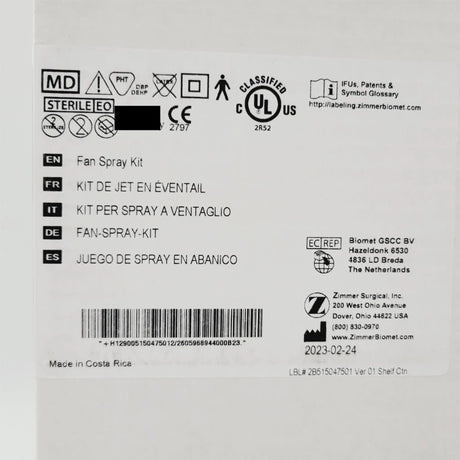 MD
PHT
DBP
DEHP
LATEX
CLASSIFIED
C UL US
2R52
IFUs, Patents &
Symbol Glossary
http://labeling.zimmerbiomet.com
STERILE EO
2
CE
2797
EN Fan Spray Kit
FR KIT DE JET EN ÉVENTAIL
IT KIT PER SPRAY A VENTAGLIO
DE FAN-SPRAY-KIT
ES JUEGO DE SPRAY EN ABANICO
EC REP
Biomet GSCC BV
Hazeldonk 6530
4836 LD Breda
The Netherlands
Zimmer Surgical, Inc.
200 West Ohio Avenue
Dover, Ohio 44622 USA
(800) 830-0970
www.ZimmerBiomet.com
2023-02-24
Made in Costa Rica
LBL# 2B515047501 Ver 01 Shelf Ctn